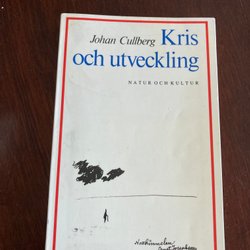 Johan Cullberg Kris
och utveckling
NATUR OCH KULTUR